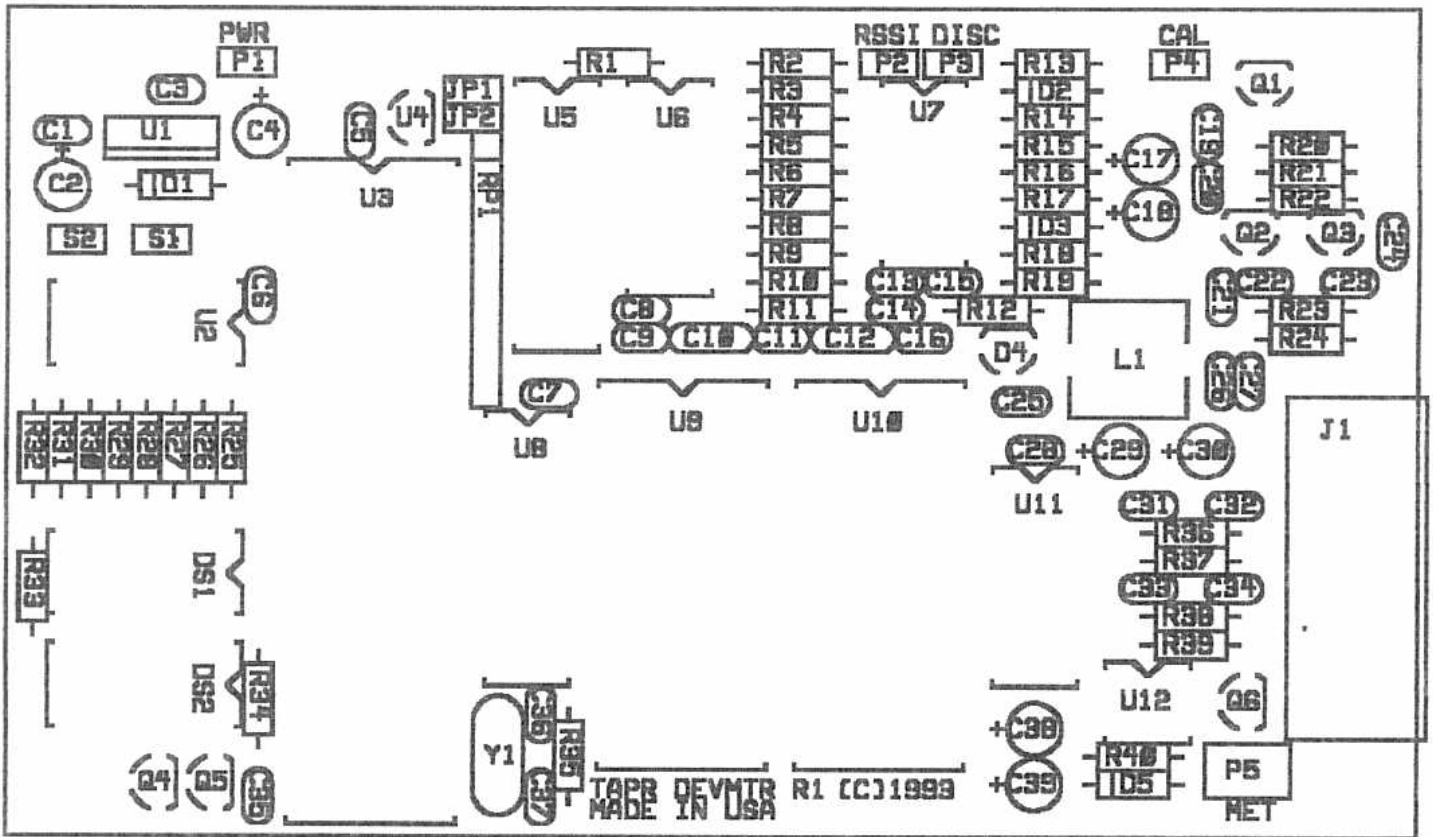 PWR
P1
RSSI DISC
P2 P3
CAL
P4
R1
R2
R13
C3
JP1
R3
D2
Q1
C1
U1
C4
C5
U4
JP2
U5
U6
R4
U7
R14
C19
R5
R15
C17
R20
C2
D1
U3
RP1
R6
R16
C20
R21
R7
R17
C18
R22
S2
S1
R8
D3
Q2
Q3
C24
R9
R18
U2
C6
R10
C13
C15
R19
C21
C22
C23
C8
R11
C14
R12
R23
C9
C10
C11
C12
C16
D4
R24
L1
C7
C26
C27
U8
U9
U10
C25
J1
R32
R31
R30
R29
R28
R27
R26
R25
C28
C29
C30
U11
C31
C32
R36
R37
R33
DS1
C33
C34
R38
R39
DS2
R34
U12
Q6
Y1
C36
R35
C38
Q4
Q5
C35
C37
C39
R40
D5
P5
MET
TAPR DEVMTR R1 (C)1999
MADE IN USA